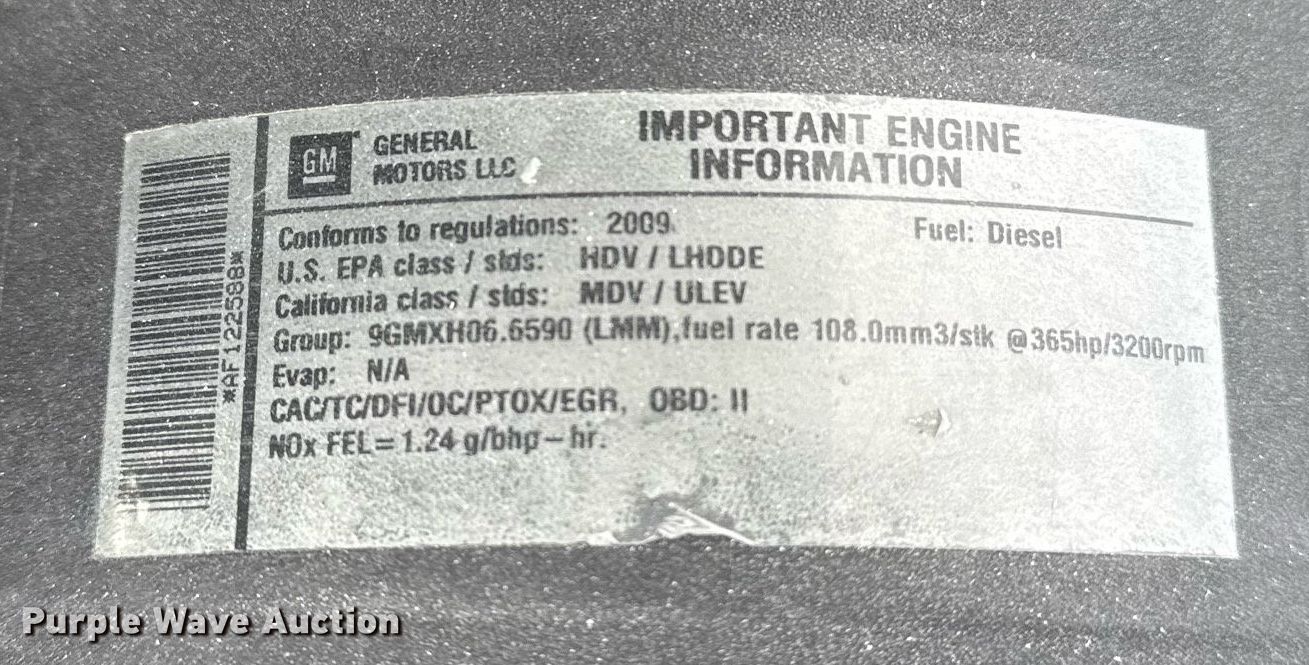 GM
GENERAL
MOTORS LLC
IMPORTANT ENGINE
INFORMATION
Conforms to regulations: 2009
Fuel: Diesel
U.S. EPA class / stds: HDV / LHDDE
California class / stds: MDV / ULEV
Group: 9GMXH06.6590 (LMM),fuel rate 108.0mm3/stk @365hp/3200rpm
Evap: N/A
CAC/TC/DFI/OC/PTOX/EGR, OBD: II
NOx FEL=1.24 g/bhp-hr.
*AF122588*
Purple Wave Auction